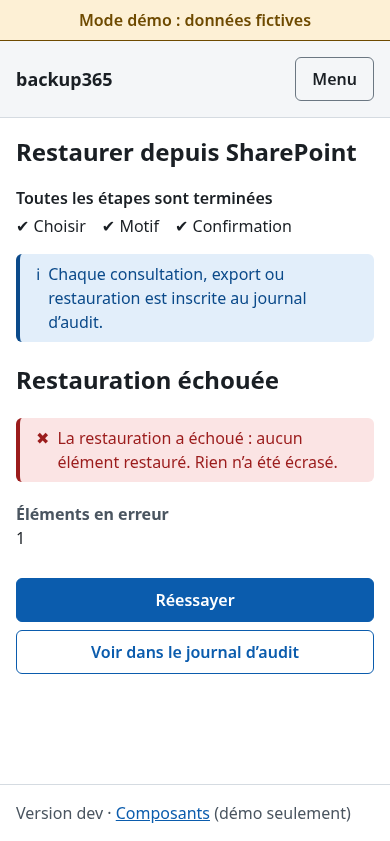 Mode démo : données fictives
backup365
Menu
Restaurer depuis SharePoint
Toutes les étapes sont terminées
✔ Choisir ✔ Motif ✔ Confirmation
i Chaque consultation, export ou
restauration est inscrite au journal
d’audit.
Restauration échouée
✖ La restauration a échoué : aucun
élément restauré. Rien n’a été écrasé.
Éléments en erreur
1
Réessayer
Voir dans le journal d’audit
Version dev · Composants (démo seulement)